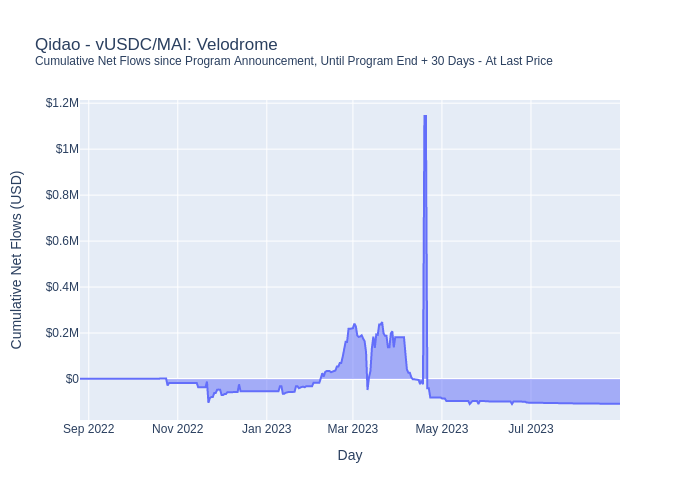 Qidao - vUSDC/MAI: Velodrome
Cumulative Net Flows since Program Announcement, Until Program End + 30 Days - At Last Price
$1.2M
$1M
$0.8M
$0.6M
$0.4M
$0.2M
$0
Cumulative Net Flows (USD)
Sep 2022 Nov 2022 Jan 2023 Mar 2023 May 2023 Jul 2023
Day